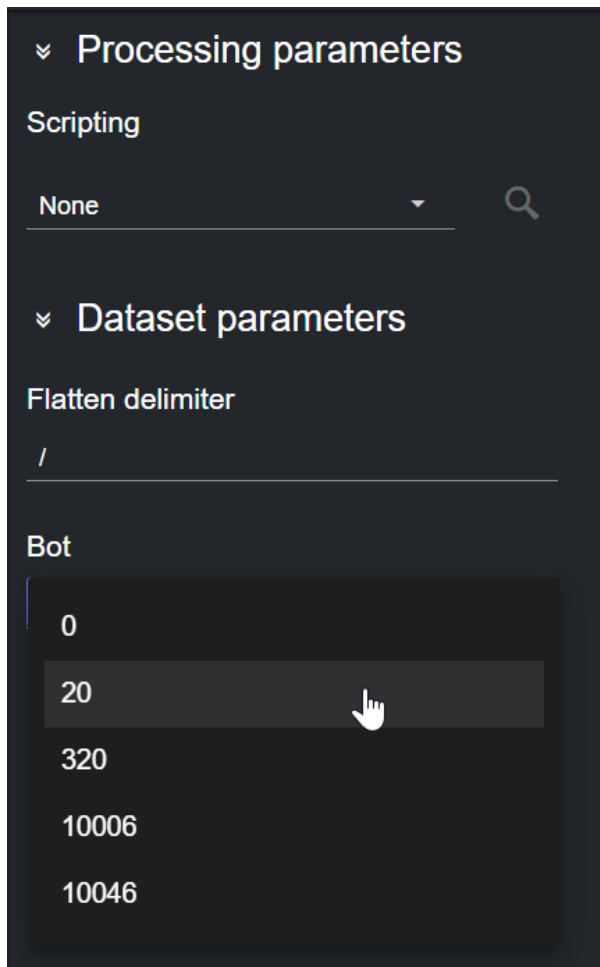 Processing parameters
Scripting
None
Dataset parameters
Flatten delimiter
/
Bot
0
20
320
10006
10046